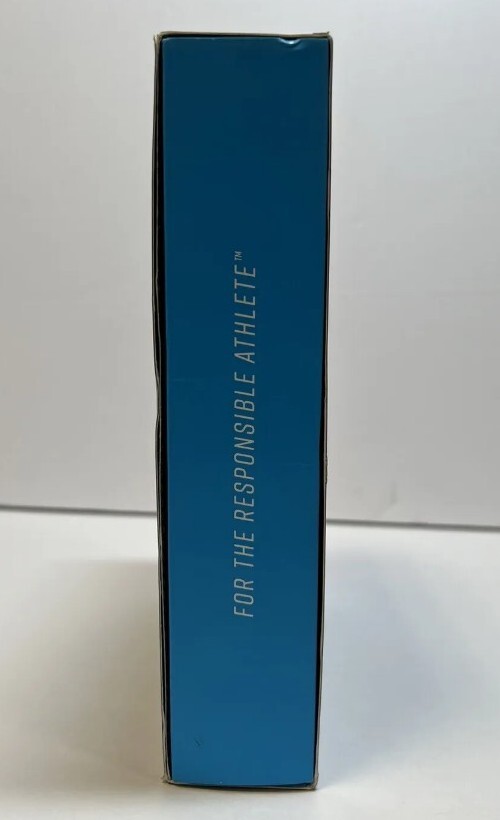 FOR THE RESPONSIBLE ATHLETE™